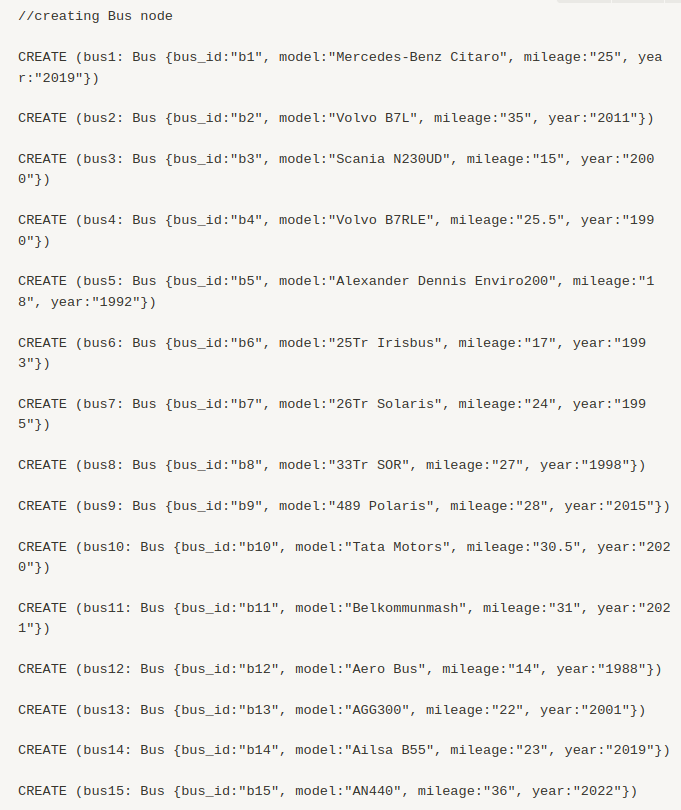 //creating Bus node
CREATE (bus1: Bus {bus_id:"b1", model:"Mercedes-Benz Citaro", mileage:"25", yea
r:"2019"})
CREATE (bus2: Bus {bus_id:"b2", model:"Volvo B7L", mileage:"35", year:"2011"})
CREATE (bus3: Bus {bus_id:"b3", model:"Scania N230UD", mileage:"15", year:"200
0"})
CREATE (bus4: Bus {bus_id:"b4", model:"Volvo B7RLE", mileage:"25.5", year:"199
0"})
CREATE (bus5: Bus {bus_id:"b5", model:"Alexander Dennis Enviro200", mileage:"1
8", year:"1992"})
CREATE (bus6: Bus {bus_id:"b6", model:"25Tr Irisbus", mileage:"17", year:"199
3"})
CREATE (bus7: Bus {bus_id:"b7", model:"26Tr Solaris", mileage:"24", year:"199
5"})
CREATE (bus8: Bus {bus_id:"b8", model:"33Tr SOR", mileage:"27", year:"1998"})
CREATE (bus9: Bus {bus_id:"b9", model:"489 Polaris", mileage:"28", year:"2015"})
CREATE (bus10: Bus {bus_id:"b10", model:"Tata Motors", mileage:"30.5", year:"202
0"})
CREATE (bus11: Bus {bus_id:"b11", model:"Belkommunmash", mileage:"31", year:"202
1"})
CREATE (bus12: Bus {bus_id:"b12", model:"Aero Bus", mileage:"14", year:"1988"})
CREATE (bus13: Bus {bus_id:"b13", model:"AGG300", mileage:"22", year:"2001"})
CREATE (bus14: Bus {bus_id:"b14", model:"Ailsa B55", mileage:"23", year:"2019"})
CREATE (bus15: Bus {bus_id:"b15", model:"AN440", mileage:"36", year:"2022"})